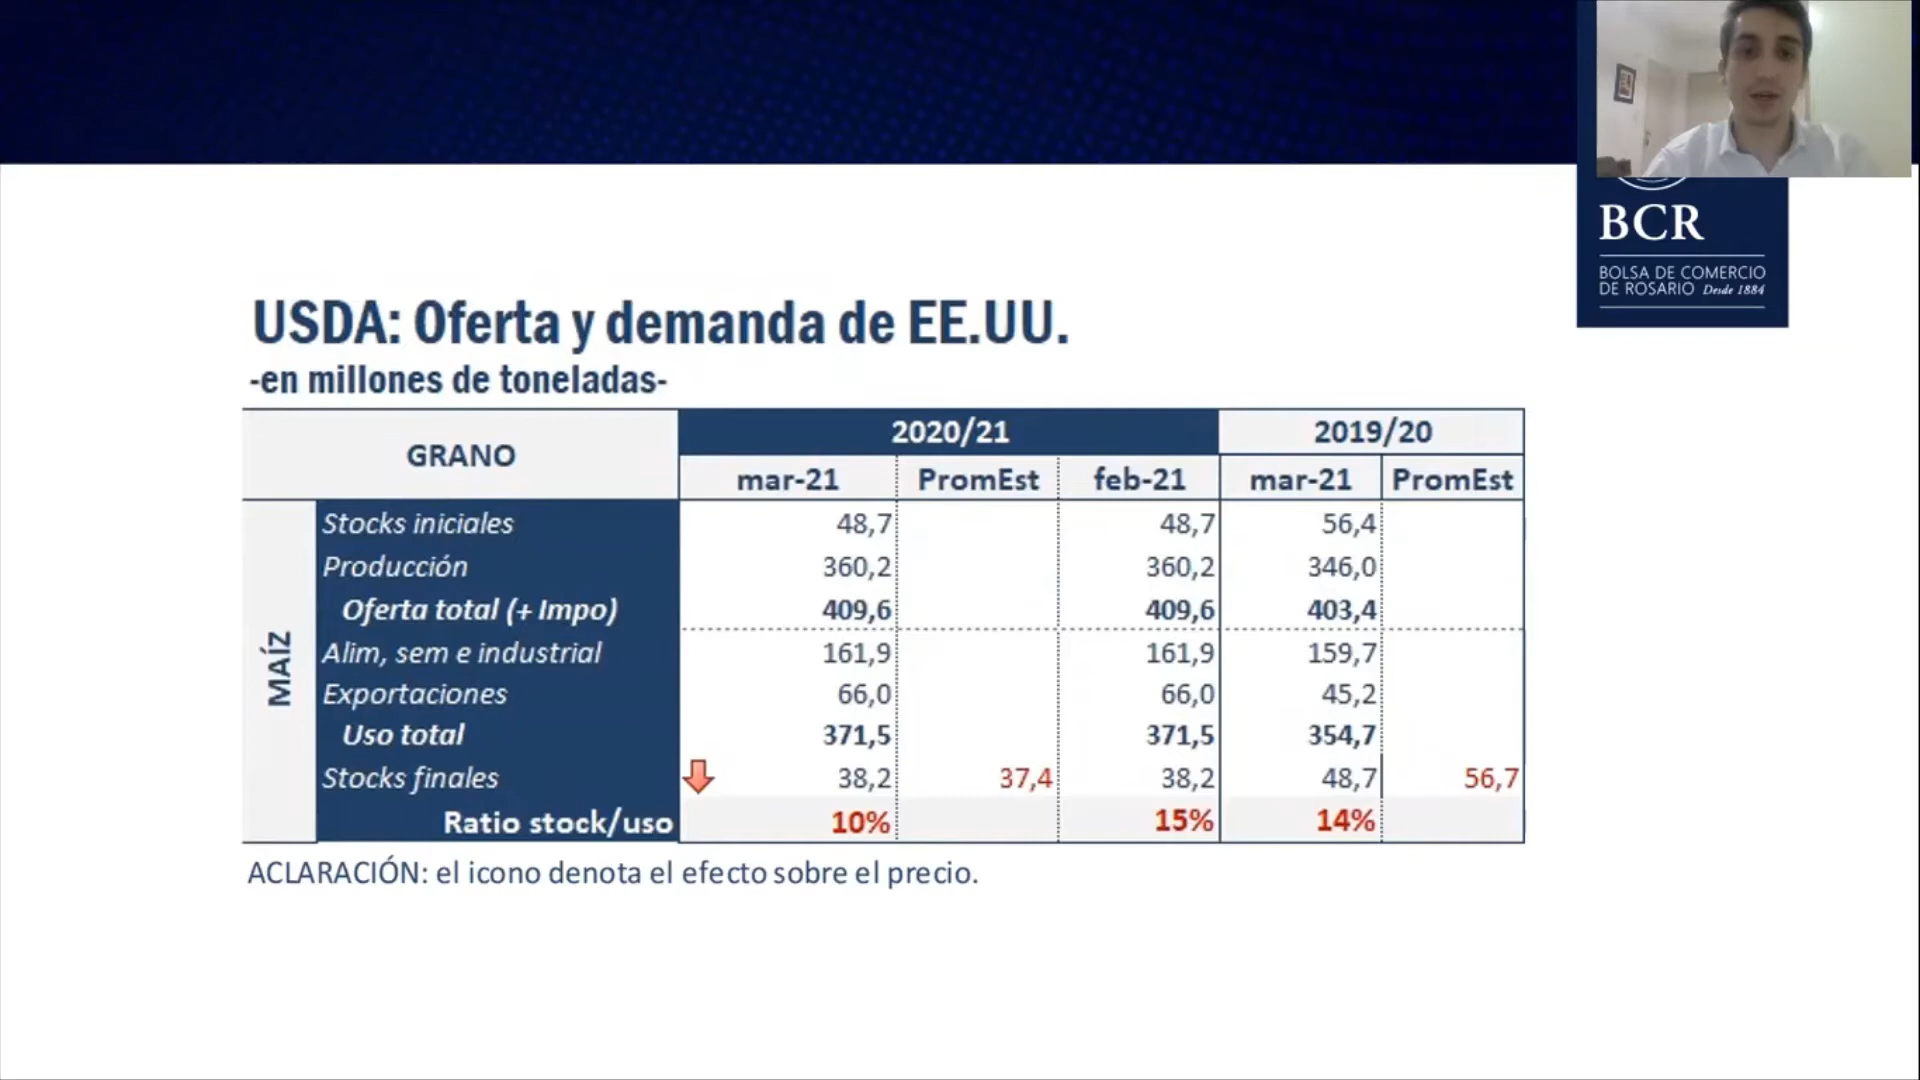 BCR
BOLSA DE COMERCIO
DE ROSARIO Desde 1884
USDA: Oferta y demanda de EE.UU.
-en millones de toneladas-
GRANO 2020/21 2019/20
mar-21 PromEst feb-21 mar-21 PromEst
MAÍZ
Stocks iniciales 48,7 48,7 56,4
Producción 360,2 360,2 346,0
Oferta total (+ Impo) 409,6 409,6 403,4
Alim, sem e industrial 161,9 161,9 159,7
Exportaciones 66,0 66,0 45,2
Uso total 371,5 371,5 354,7
Stocks finales 38,2 37,4 38,2 48,7 56,7
Ratio stock/uso 10% 15% 14%
ACLARACIÓN: el icono denota el efecto sobre el precio.